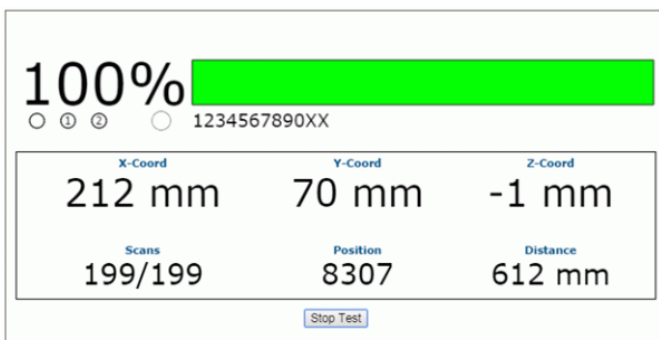 100%
① ② 1234567890XX
X-Coord Y-Coord Z-Coord
212 mm 70 mm -1 mm
Scans Position Distance
199/199 8307 612 mm
Stop Test